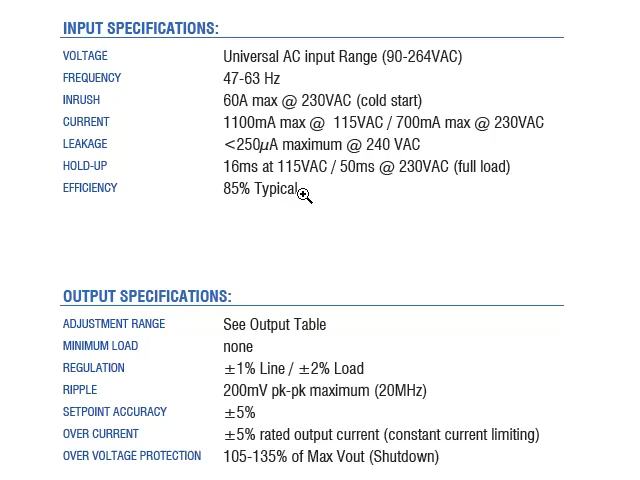 INPUT SPECIFICATIONS:
VOLTAGE Universal AC input Range (90-264VAC)
FREQUENCY 47-63 Hz
INRUSH 60A max @ 230VAC (cold start)
CURRENT 1100mA max @  115VAC / 700mA max @ 230VAC
LEAKAGE <250µA maximum @ 240 VAC
HOLD-UP 16ms at 115VAC / 50ms @ 230VAC (full load)
EFFICIENCY 85% Typical
OUTPUT SPECIFICATIONS:
ADJUSTMENT RANGE See Output Table
MINIMUM LOAD none
REGULATION ±1% Line / ±2% Load
RIPPLE 200mV pk-pk maximum (20MHz)
SETPOINT ACCURACY ±5%
OVER CURRENT ±5% rated output current (constant current limiting)
OVER VOLTAGE PROTECTION 105-135% of Max Vout (Shutdown)